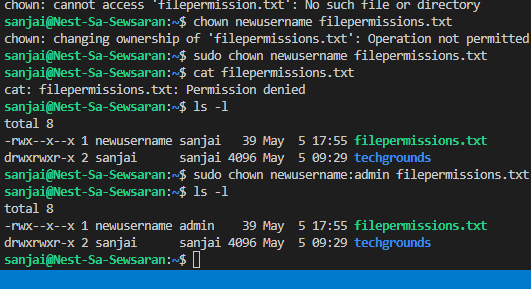 chown: cannot access 'filepermission.txt': No such file or directory
sanjai@Nest-Sa-Sewsaran:~$ chown newusername filepermissions.txt
chown: changing ownership of 'filepermissions.txt': Operation not permitted
sanjai@Nest-Sa-Sewsaran:~$ sudo chown newusername filepermissions.txt
sanjai@Nest-Sa-Sewsaran:~$ cat filepermissions.txt
cat: filepermissions.txt: Permission denied
sanjai@Nest-Sa-Sewsaran:~$ ls -l
total 8
-rwx--x--x 1 newusername sanjai   39 May  5 17:55 filepermissions.txt
drwxrwxr-x 2 sanjai      sanjai 4096 May  5 09:29 techgrounds
sanjai@Nest-Sa-Sewsaran:~$ sudo chown newusername:admin filepermissions.txt
sanjai@Nest-Sa-Sewsaran:~$ ls -l
total 8
-rwx--x--x 1 newusername admin    39 May  5 17:55 filepermissions.txt
drwxrwxr-x 2 sanjai      sanjai 4096 May  5 09:29 techgrounds
sanjai@Nest-Sa-Sewsaran:~$